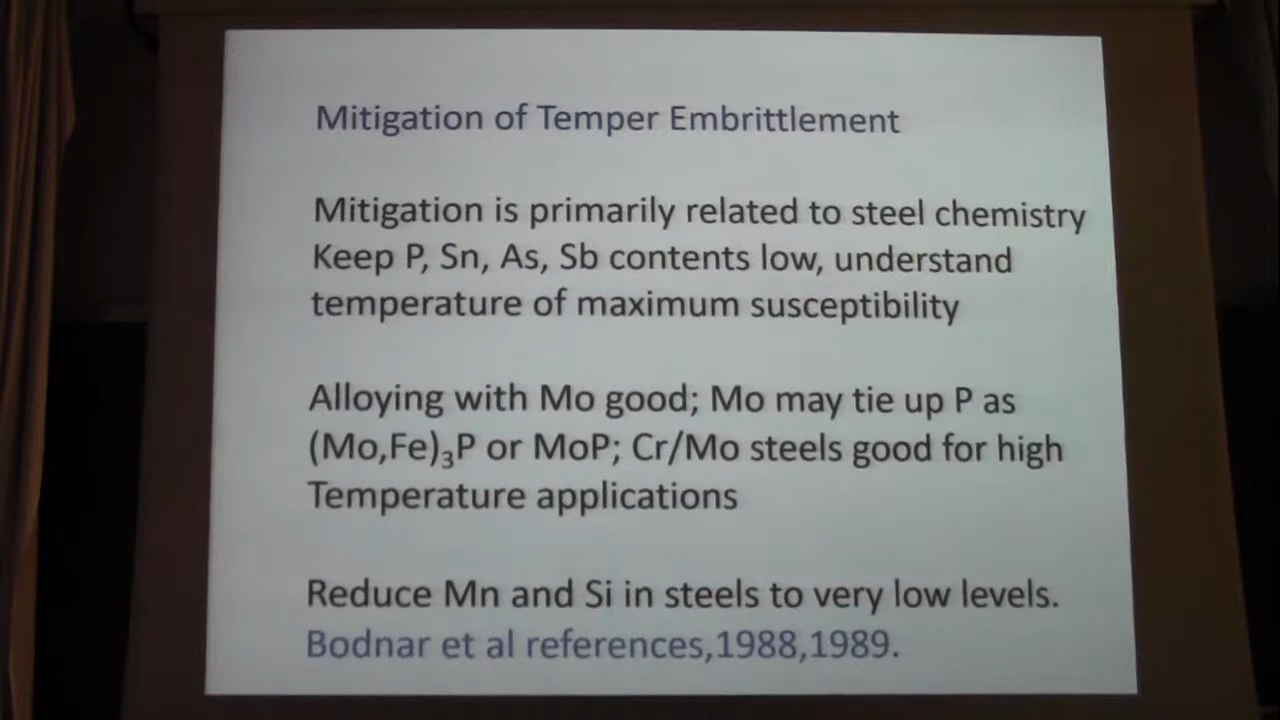 Mitigation of Temper Embrittlement
Mitigation is primarily related to steel chemistry
Keep P, Sn, As, Sb contents low, understand
temperature of maximum susceptibility
Alloying with Mo good; Mo may tie up P as
(Mo,Fe)₃P or MoP; Cr/Mo steels good for high
Temperature applications
Reduce Mn and Si in steels to very low levels.
Bodnar et al references,1988,1989.